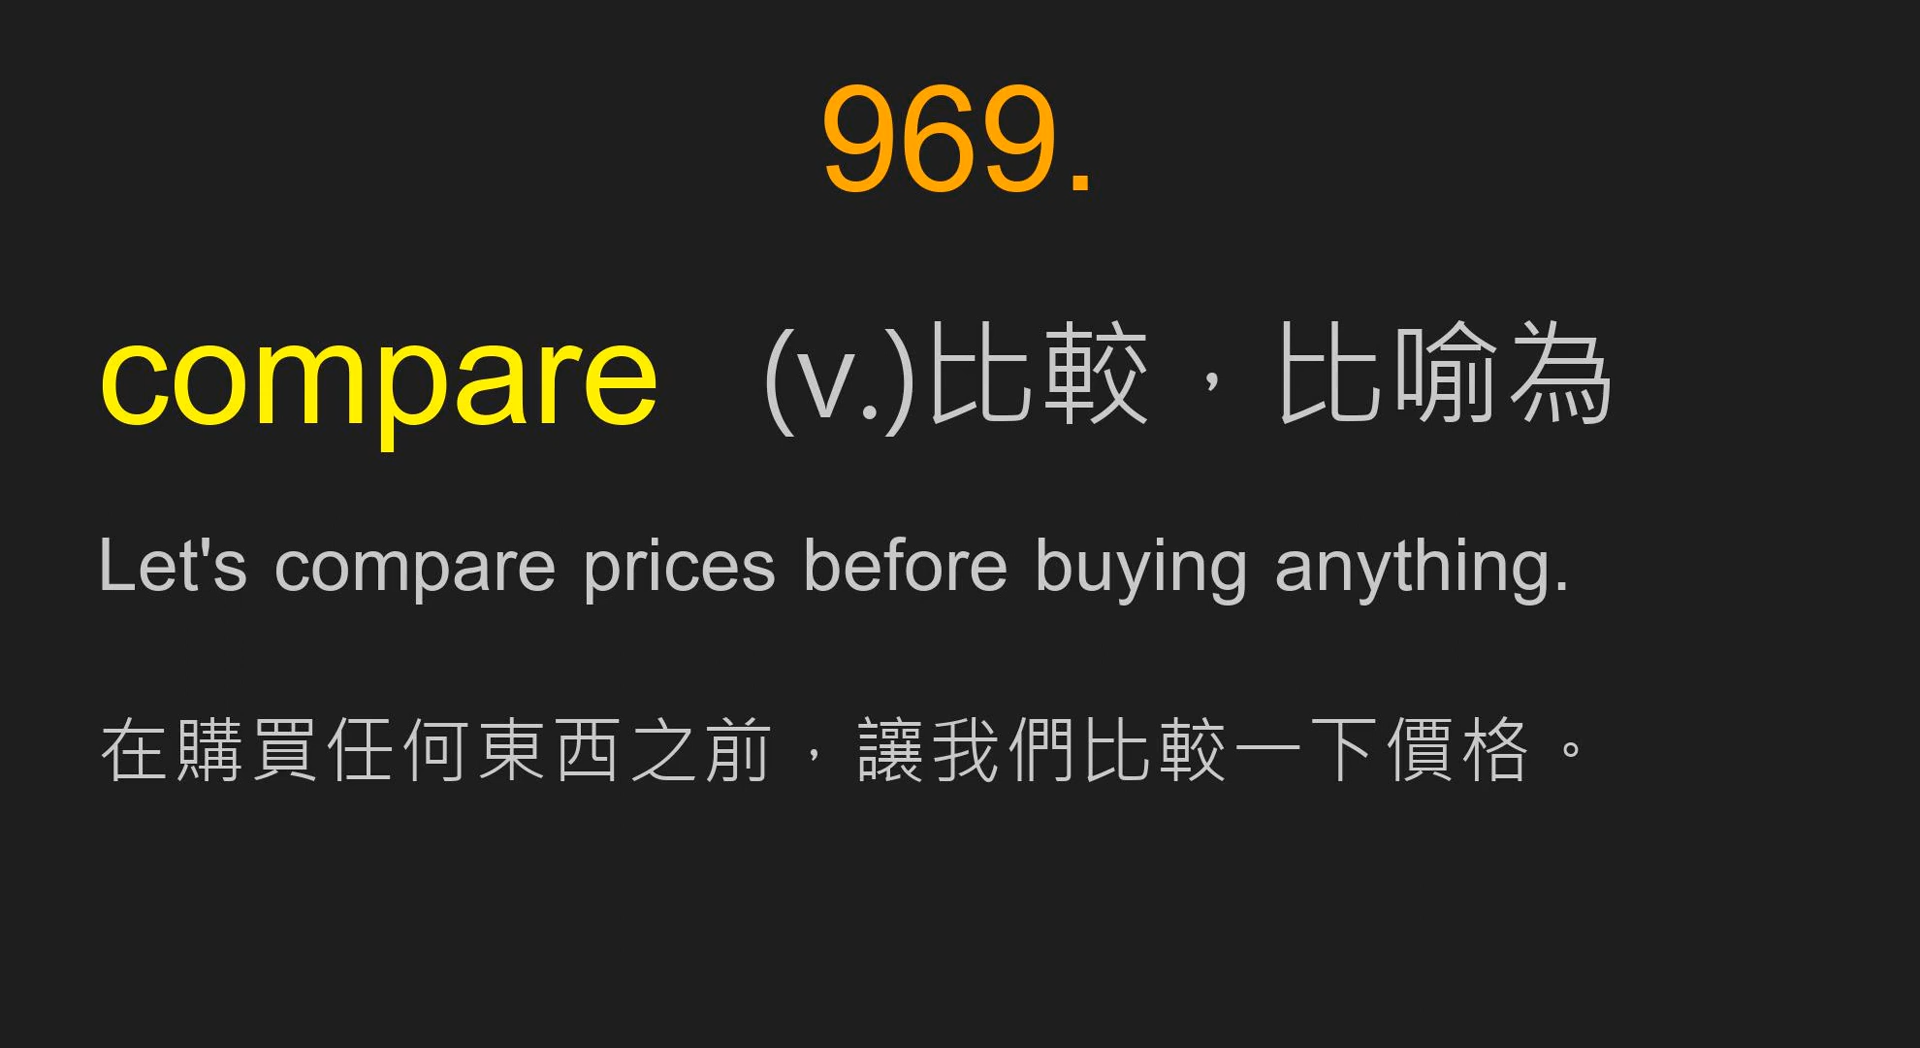 969.
compare (v.)比較，比喻為
Let's compare prices before buying anything.
在購買任何東西之前，讓我們比較一下價格。